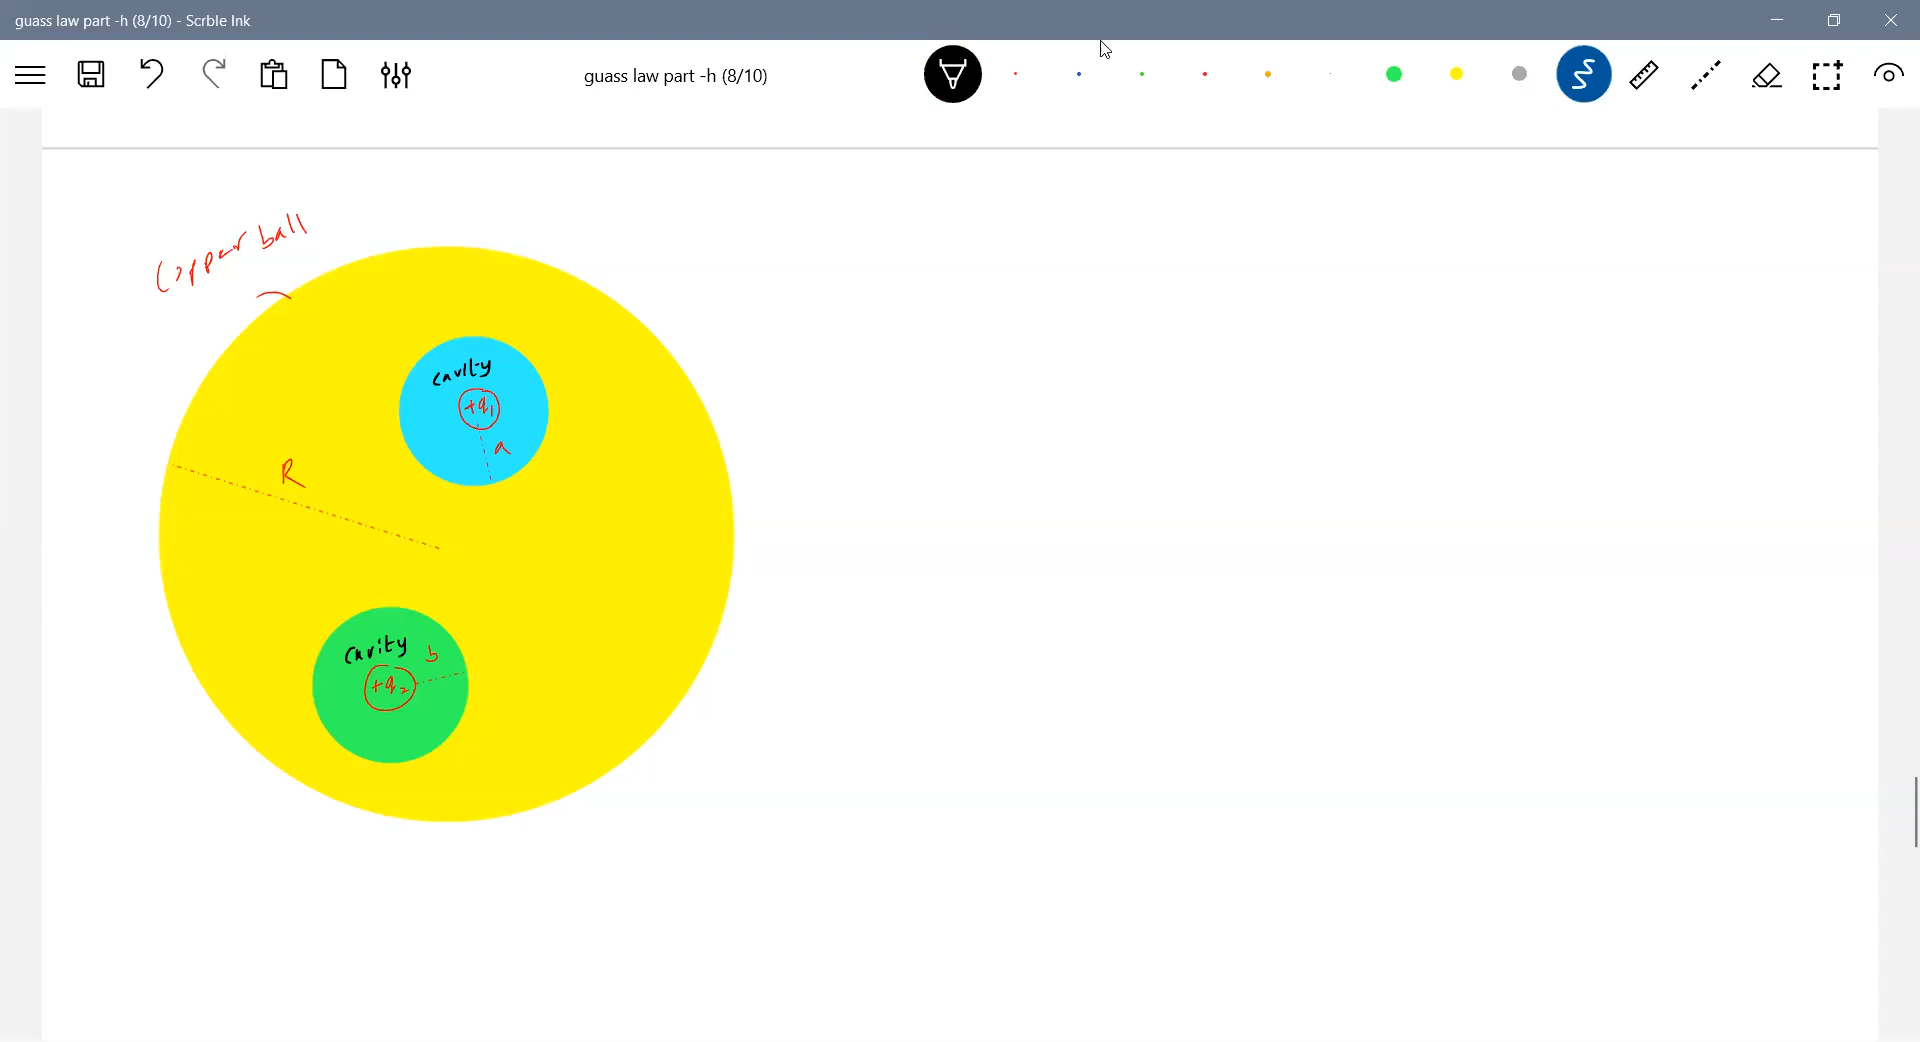 guass law part -h (8/10) - Scrble Ink
guass law part -h (8/10)
Copper ball
cavity
+q₁
a
R
cavity
b
+q₂